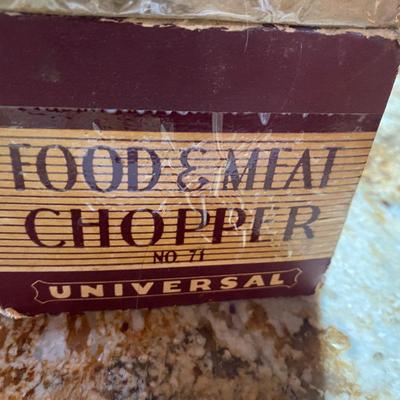 FOOD & MEAT
CHOPPER
NO. 71
UNIVERSAL